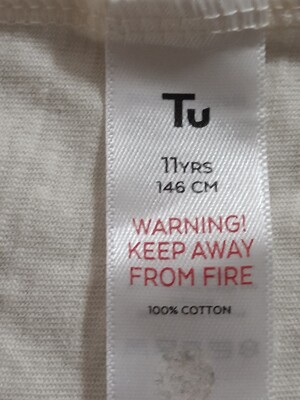 Tu
11YRS
146 CM
WARNING!
KEEP AWAY
FROM FIRE
100% COTTON